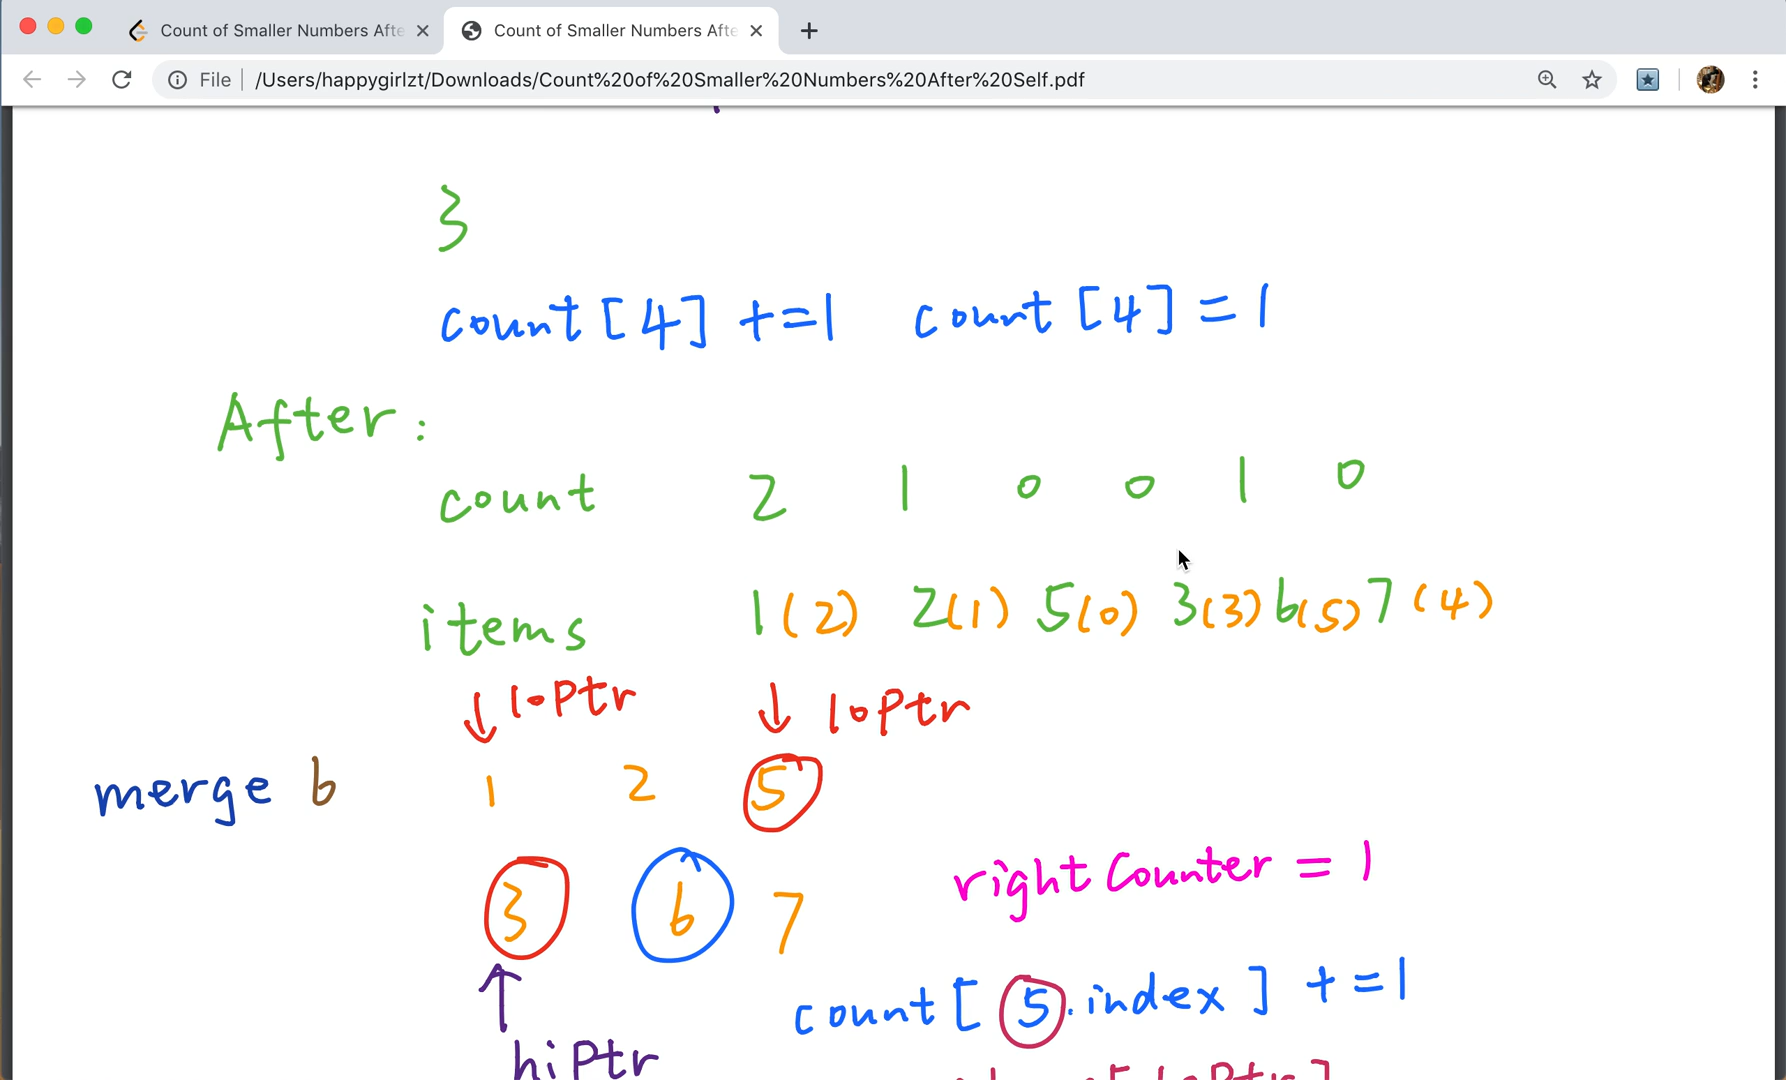 Count of Smaller Numbers Afte
Count of Smaller Numbers Afte
File /Users/happygirlzt/Downloads/Count%20of%20Smaller%20Numbers%20After%20Self.pdf
3
count [4] +=1 count [4] = 1
After:
count 2 1 0 0 1 0
items 1(2) 2(1) 5(0) 3(3) 6(5) 7(4)
↓ loPtr ↓ loPtr
merge b 1 2 5
3 6 7 rightCounter = 1
count [5.index] +=1
hiPtr